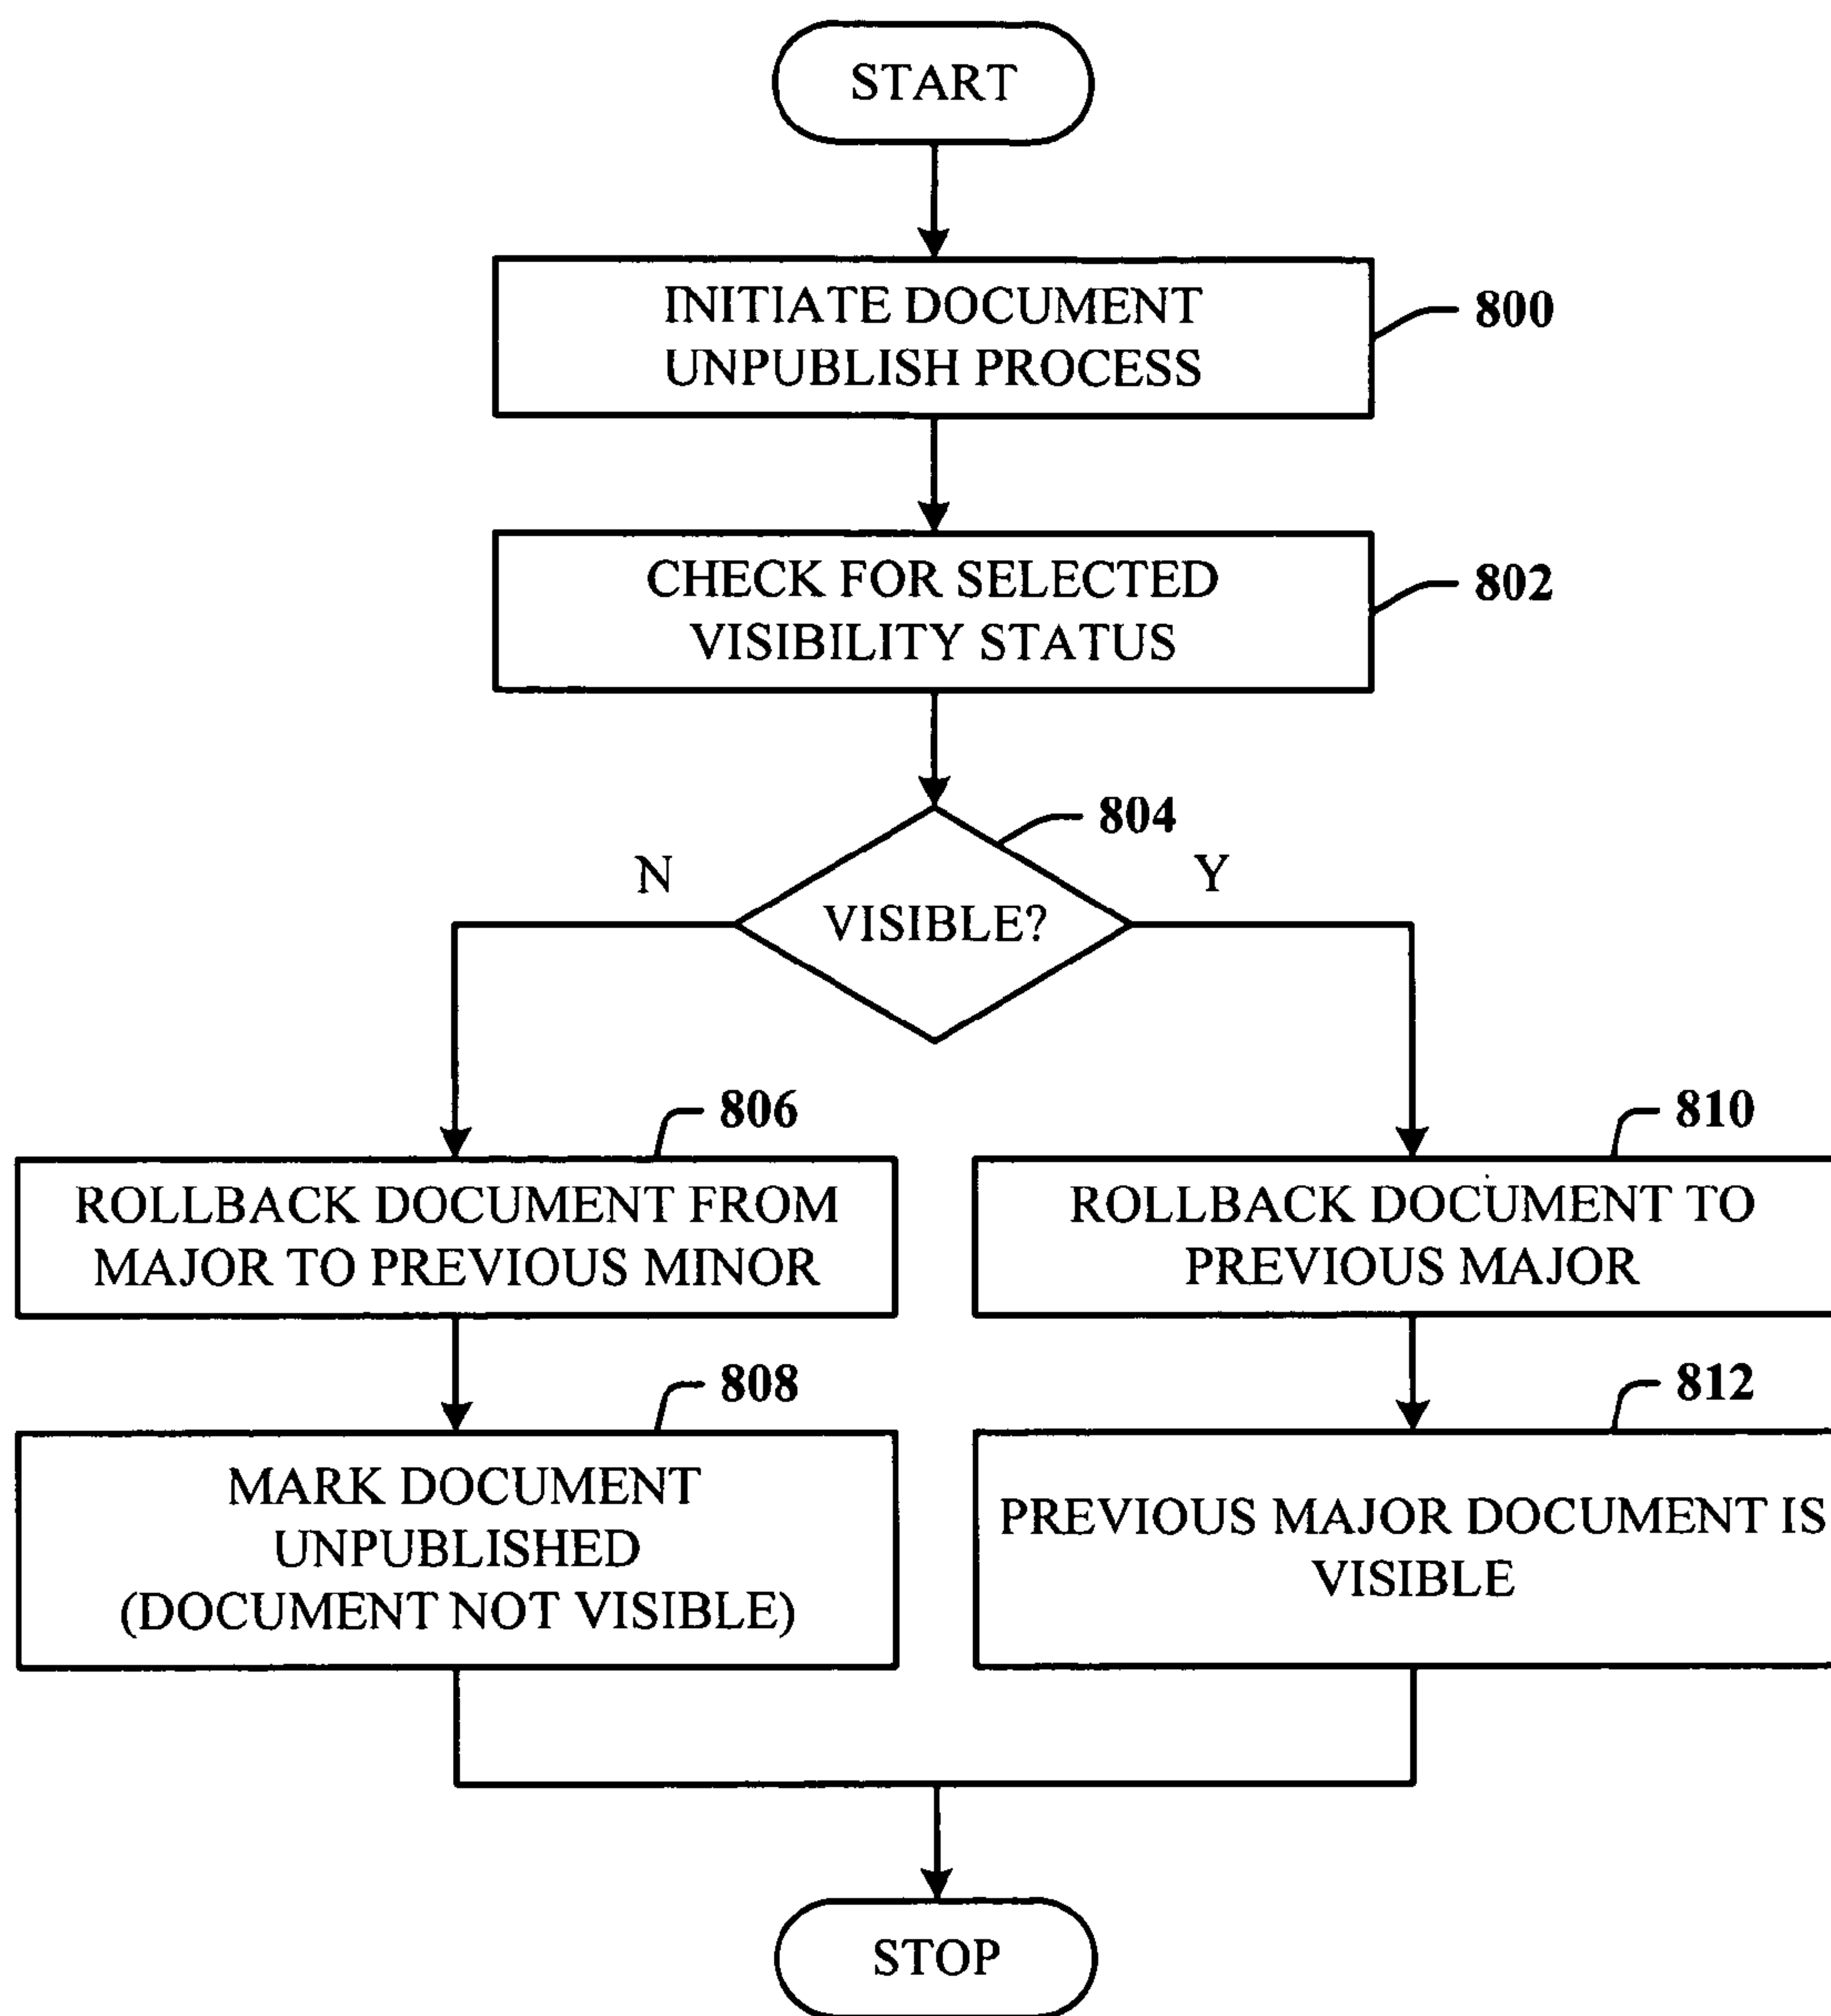 START
INITIATE DOCUMENT
UNPUBLISH PROCESS
800
CHECK FOR SELECTED
VISIBILITY STATUS
802
804
N
Y
VISIBLE?
806
ROLLBACK DOCUMENT FROM
MAJOR TO PREVIOUS MINOR
810
ROLLBACK DOCUMENT TO
PREVIOUS MAJOR
808
MARK DOCUMENT
UNPUBLISHED
(DOCUMENT NOT VISIBLE)
812
PREVIOUS MAJOR DOCUMENT IS
VISIBLE
STOP